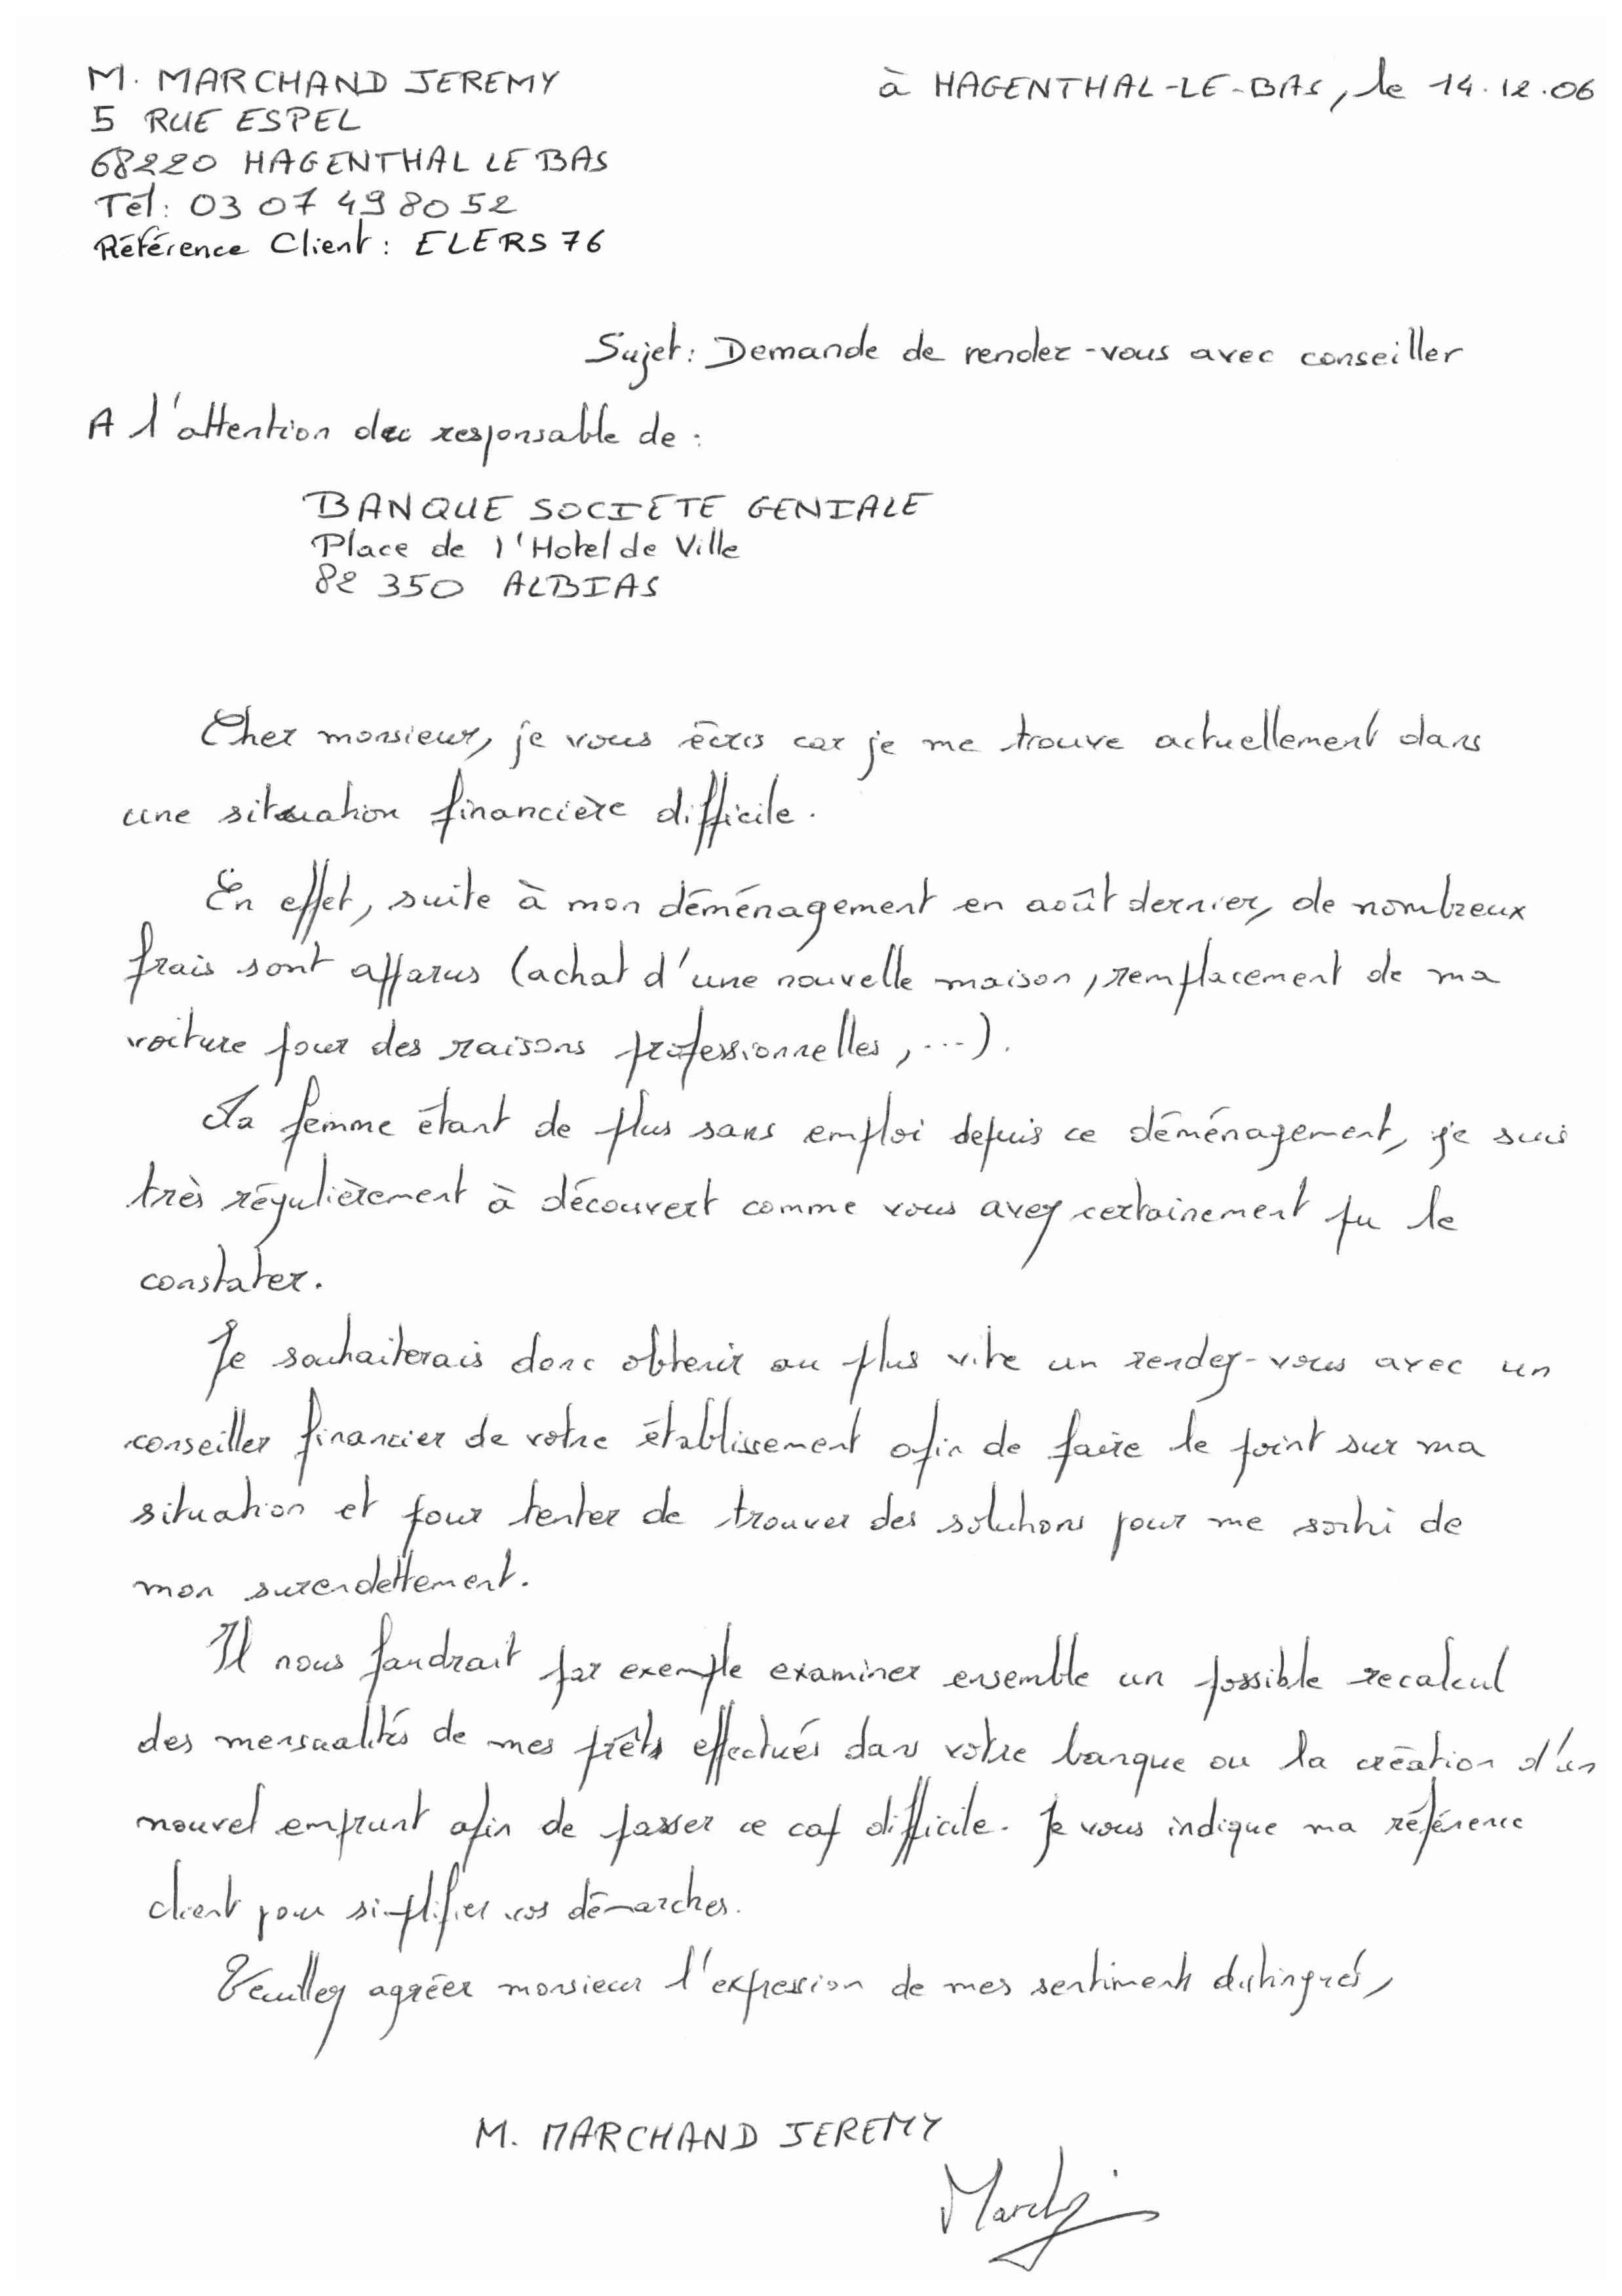 M. MARCHAND JEREMY
à HAGENTHAL-LE-BAS, le 14.12.06
5 RUE ESPEL
68220 HAGENTHAL LE BAS
Tél: 03 07 49 80 52
Référence Client: ELERS 76
Sujet: Demande de rendez-vous avec conseiller
A l'attention du responsable de :
BANQUE SOCIETE GENIALE
Place de l'Hotel de Ville
82 350 ALBIAS
Cher monsieur, je vous écris car je me trouve actuellement dans
une situation financière difficile.
En effet, suite à mon déménagement en août dernier, de nombreux
frais sont apparus (achat d'une nouvelle maison, remplacement de ma
voiture pour des raisons professionnelles, ...).
Ma femme étant de plus sans emploi depuis ce déménagement, je suis
très régulièrement à découvert comme vous avez certainement pu le
constater.
Je souhaiterais donc obtenir au plus vite un rendez-vous avec un
conseiller financier de votre établissement afin de faire le point sur ma
situation et pour tenter de trouver des solutions pour me sorti de
mon surendettement.
Il nous faudrait par exemple examiner ensemble un possible recalcul
des mensualités de mes prêts effectués dans votre banque ou la création d'un
nouvel emprunt afin de passer ce cap difficile. Je vous indique ma référence
client pour simplifier vos démarches.
Veuillez agréer monsieur l'expression de mes sentiments distingués,
M. MARCHAND JEREMY